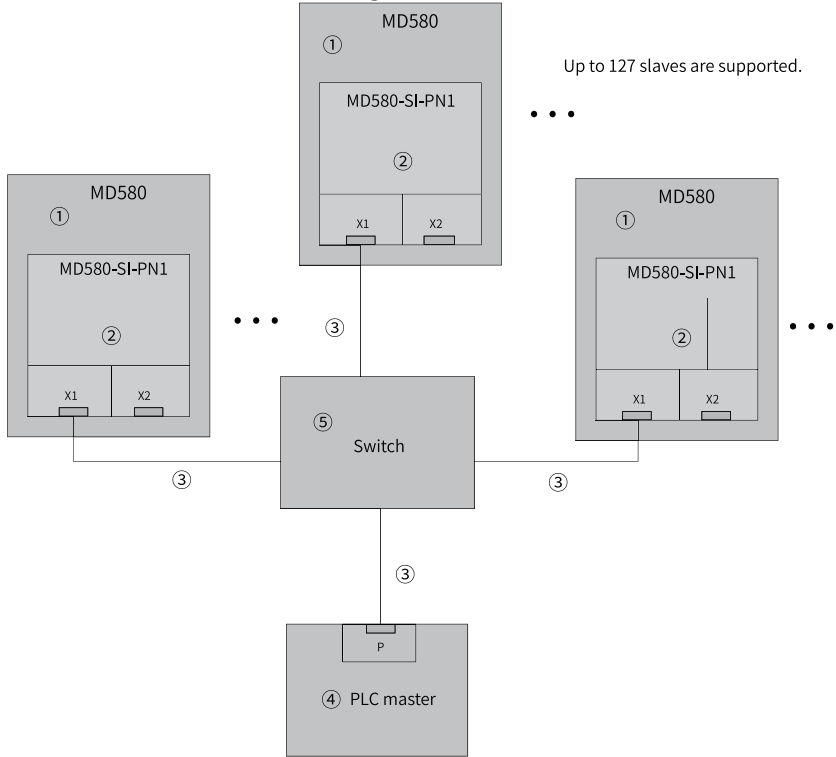 MD580
①
Up to 127 slaves are supported.
MD580-SI-PN1
• • •
②
X1 X2
MD580
①
MD580-SI-PN1
• • •
②
X1 X2
MD580
①
MD580-SI-PN1
• • •
②
X1 X2
③
⑤
Switch
③
③
③
P
④ PLC master